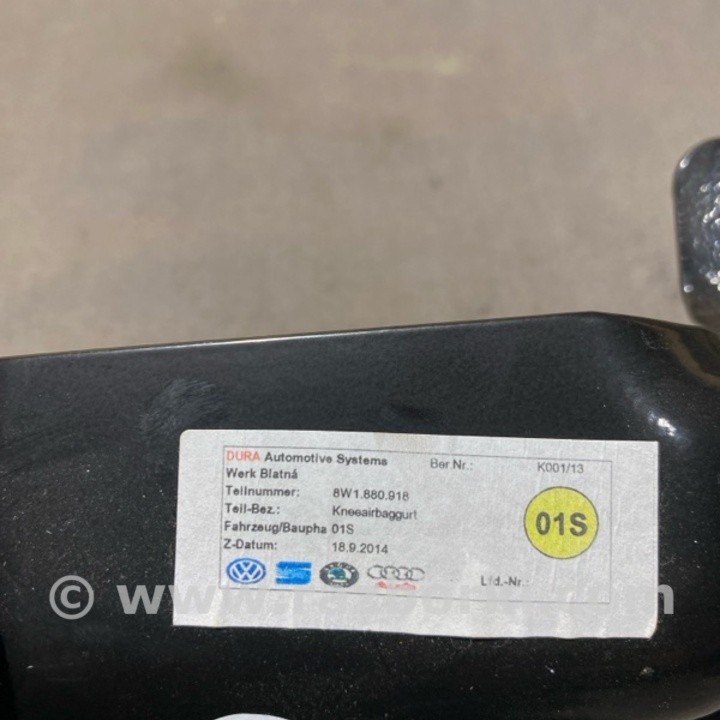 DURA Automotive Systems
Ber.Nr.: K001/13
Werk Blatná
Teilnummer: 8W1.880.918
Teil-Bez.: Kneeairbaggurt
Fahrzeug/Baupha 01S
Z-Datum: 18.9.2014
01S
Lfd.-Nr.:
© www.